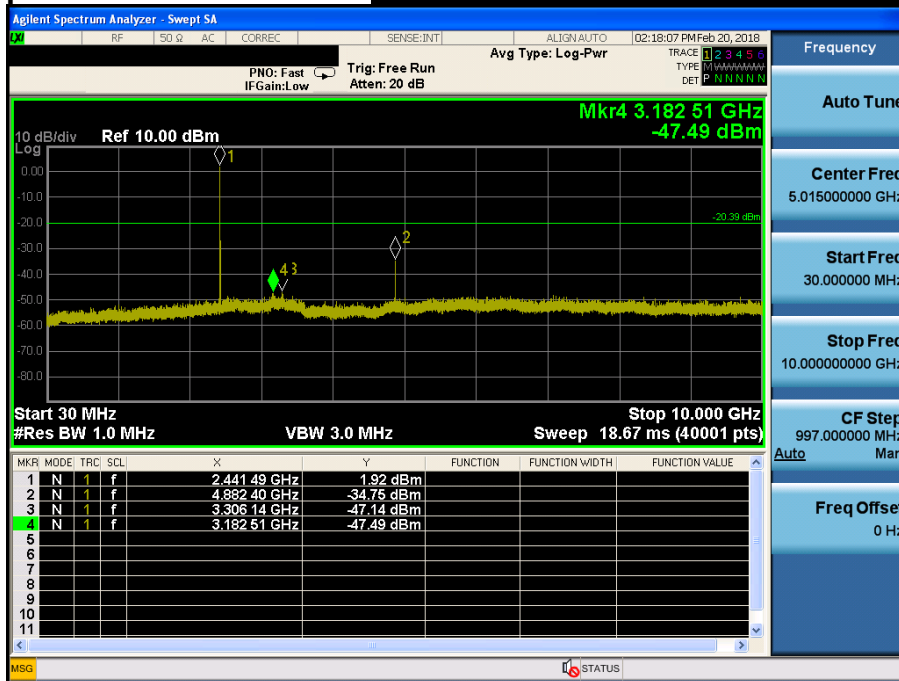 Agilent Spectrum Analyzer - Swept SA
LXI RF 50 Ω AC CORREC SENSE:INT ALIGN AUTO 02:18:07 PM Feb 20, 2018
Avg Type: Log-Pwr TRACE 1 2 3 4 5 6
PNO: Fast Trig: Free Run TYPE M WWWWW
IFGain:Low Atten: 20 dB DET P N N N N N
Mkr4 3.182 51 GHz
-47.49 dBm
10 dB/div Ref 10.00 dBm
Log
1
0.00
-10.0
-20.0
-20.39 dBm
-30.0
2
-40.0
4 3
-50.0
-60.0
-70.0
-80.0
Start 30 MHz Stop 10.000 GHz
#Res BW 1.0 MHz VBW 3.0 MHz Sweep 18.67 ms (40001 pts)
MKR MODE TRC SCL X Y FUNCTION FUNCTION WIDTH FUNCTION VALUE
1 N 1 f 2.441 49 GHz 1.92 dBm
2 N 1 f 4.882 40 GHz -34.75 dBm
3 N 1 f 3.306 14 GHz -47.14 dBm
4 N 1 f 3.182 51 GHz -47.49 dBm
5
6
7
8
9
10
11
MSG STATUS
Frequency
Auto Tune
Center Freq
5.015000000 GHz
Start Freq
30.000000 MHz
Stop Freq
10.000000000 GHz
CF Step
997.000000 MHz
Auto Man
Freq Offset
0 Hz